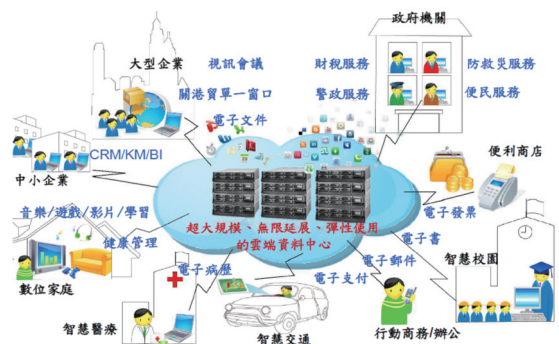 大型企業
視訊會議
關港貿單一窗口
電子文件
政府機關
財稅服務
防救災服務
警政服務
便民服務
中小企業
CRM/KM/BI
便利商店
電子發票
音樂/遊戲/影片/學習
健康管理
數位家庭
超大規模、無限延展、彈性使用
的雲端資料中心
電子書
智慧校園
電子病歷
電子郵件
電子支付
智慧醫療
智慧交通
行動商務/辦公